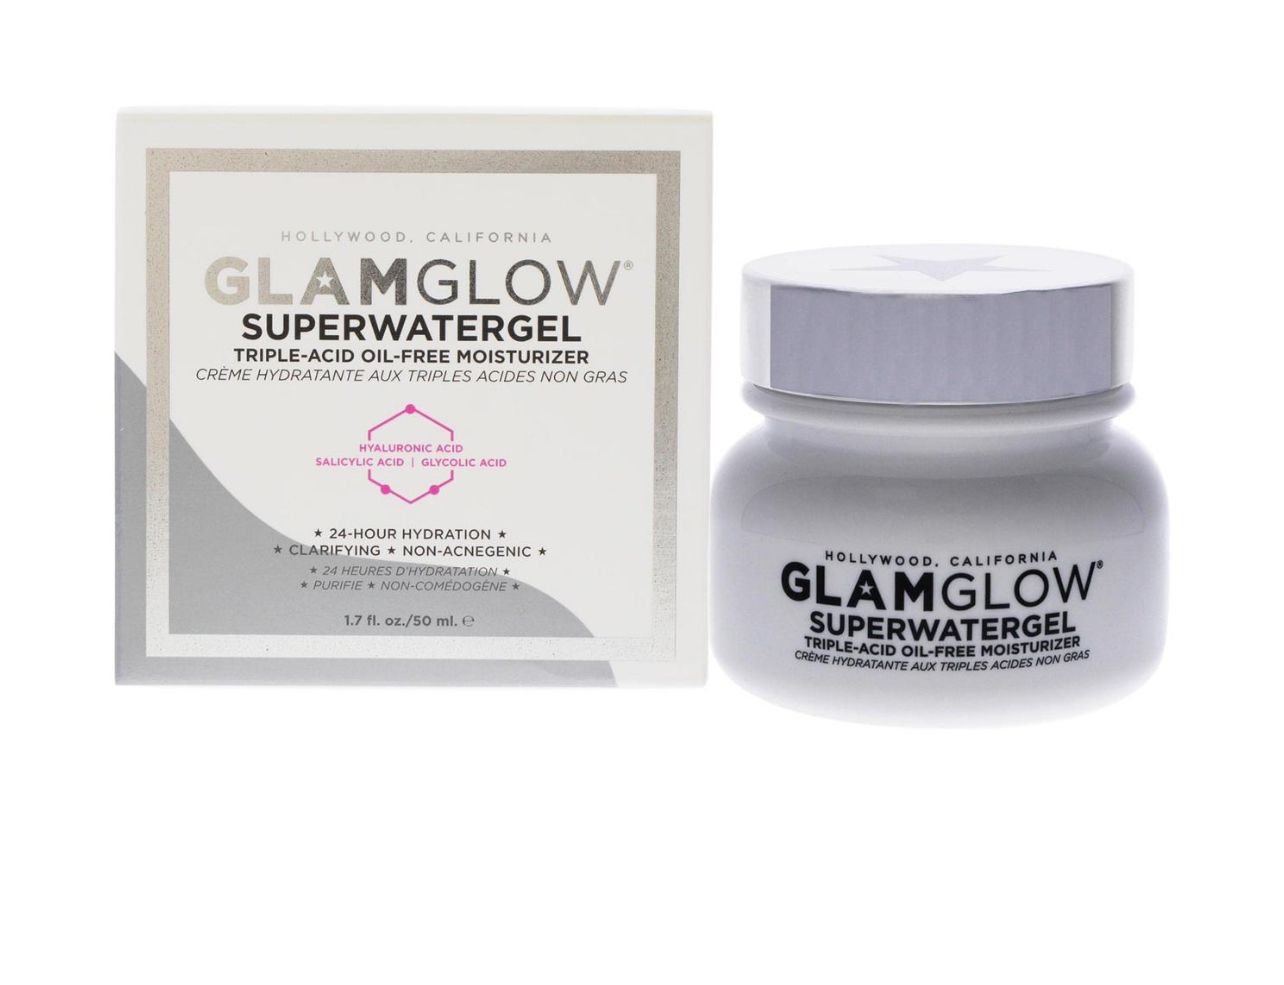 HOLLYWOOD, CALIFORNIA
GLAMGLOW®
SUPERWATERGEL
TRIPLE-ACID OIL-FREE MOISTURIZER
CRÈME HYDRATANTE AUX TRIPLES ACIDES NON GRAS
HYALURONIC ACID
SALICYLIC ACID | GLYCOLIC ACID
★ 24-HOUR HYDRATION ★
★ CLARIFYING ★ NON-ACNEGENIC ★
★ 24 HEURES D'HYDRATATION ★
★ PURIFIE ★ NON-COMÉDOGÈNE ★
1.7 fl. oz./50 ml. ℮
HOLLYWOOD, CALIFORNIA
GLAMGLOW®
SUPERWATERGEL
TRIPLE-ACID OIL-FREE MOISTURIZER
CRÈME HYDRATANTE AUX TRIPLES ACIDES NON GRAS